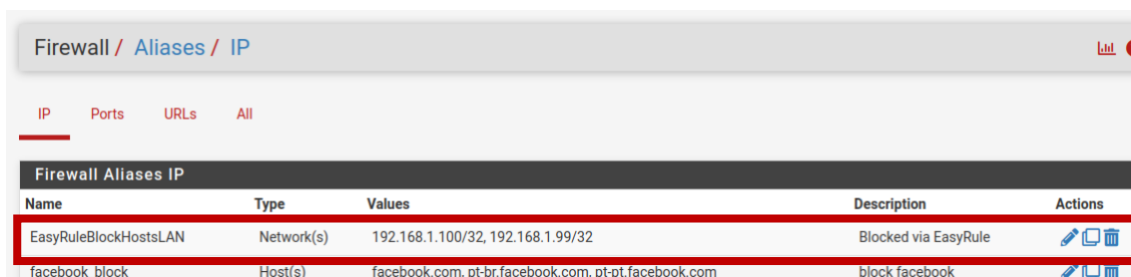 Firewall / Aliases / IP
IP Ports URLs All
Firewall Aliases IP
Name Type Values Description Actions
EasyRuleBlockHostsLAN Network(s) 192.168.1.100/32, 192.168.1.99/32 Blocked via EasyRule
facebook_block Host(s) facebook.com, pt-br.facebook.com, pt-pt.facebook.com block facebook